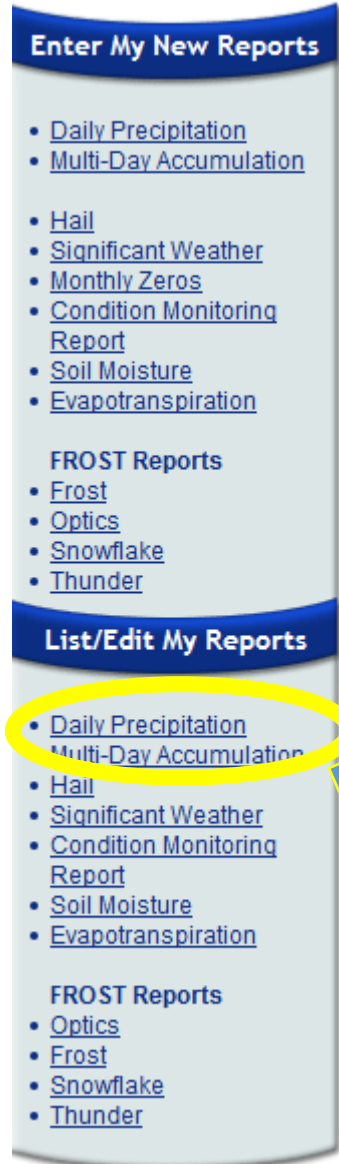 Enter My New Reports
• Daily Precipitation
• Multi-Day Accumulation
• Hail
• Significant Weather
• Monthly Zeros
• Condition Monitoring
Report
• Soil Moisture
• Evapotranspiration
FROST Reports
• Frost
• Optics
• Snowflake
• Thunder
List/Edit My Reports
• Daily Precipitation
Multi-Day Accumulation
• Hail
• Significant Weather
• Condition Monitoring
Report
• Soil Moisture
• Evapotranspiration
FROST Reports
• Optics
• Frost
• Snowflake
• Thunder